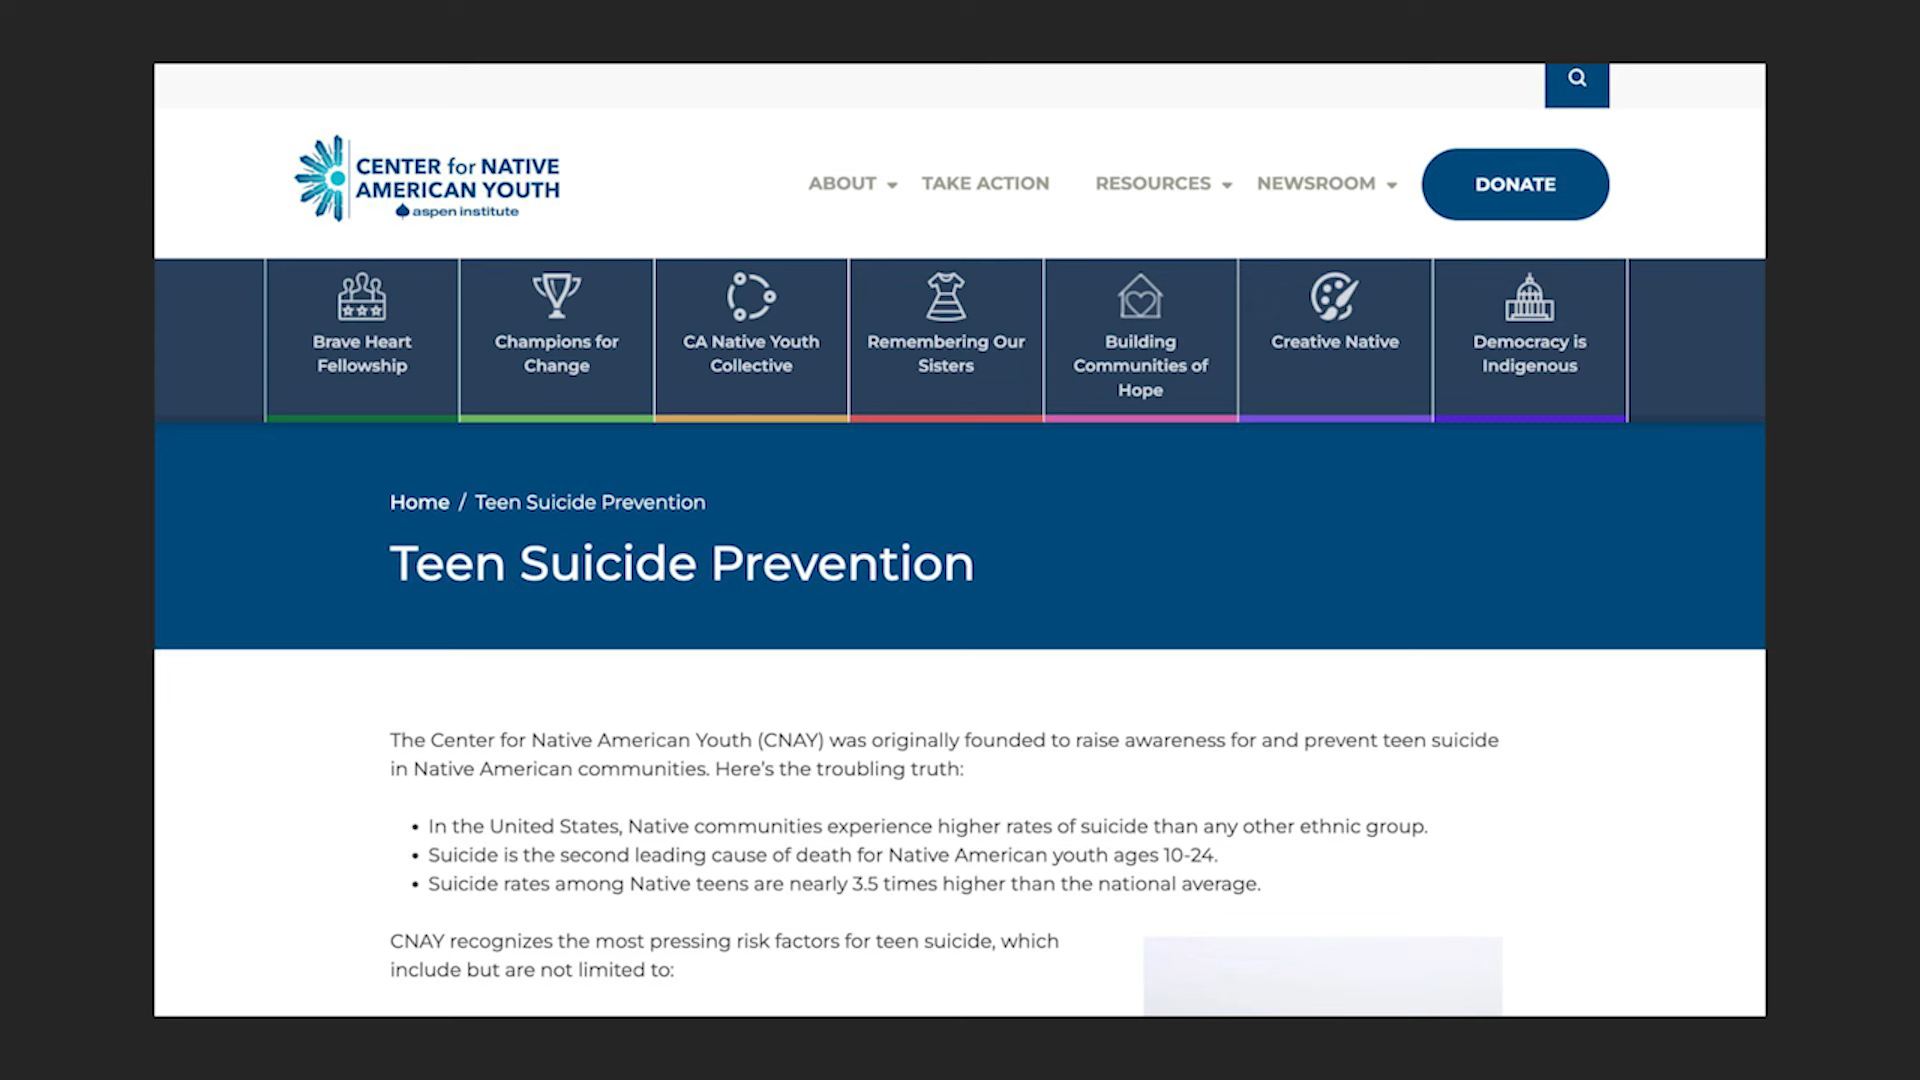 CENTER for NATIVE
AMERICAN YOUTH
aspen institute
ABOUT
TAKE ACTION
RESOURCES
NEWSROOM
DONATE
Brave Heart
Fellowship
Champions for
Change
CA Native Youth
Collective
Remembering Our
Sisters
Building
Communities of
Hope
Creative Native
Democracy is
Indigenous
Home / Teen Suicide Prevention
Teen Suicide Prevention
The Center for Native American Youth (CNAY) was originally founded to raise awareness for and prevent teen suicide
in Native American communities. Here’s the troubling truth:
• In the United States, Native communities experience higher rates of suicide than any other ethnic group.
• Suicide is the second leading cause of death for Native American youth ages 10-24.
• Suicide rates among Native teens are nearly 3.5 times higher than the national average.
CNAY recognizes the most pressing risk factors for teen suicide, which
include but are not limited to: